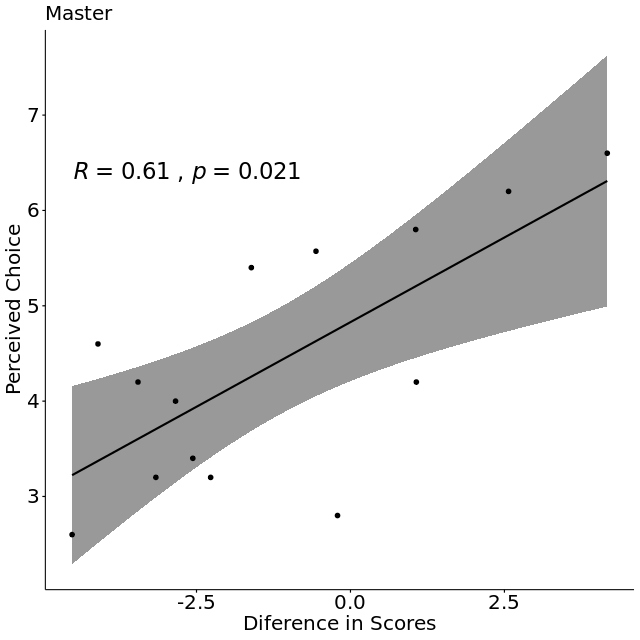 Master
7
R = 0.61 , p = 0.021
6
5
4
3
Perceived Choice
-2.5 0.0 2.5
Diference in Scores